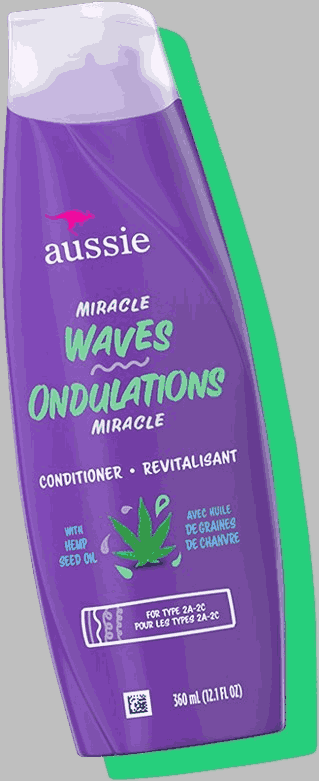 aussie
MIRACLE
WAVES
ONDULATIONS
MIRACLE
CONDITIONER • REVITALISANT
WITH
HEMP
SEED OIL
AVEC HUILE
DE GRAINES
DE CHANVRE
FOR TYPE 2A-2C
POUR LES TYPES 2A-2C
360 mL (12.1 FL OZ)